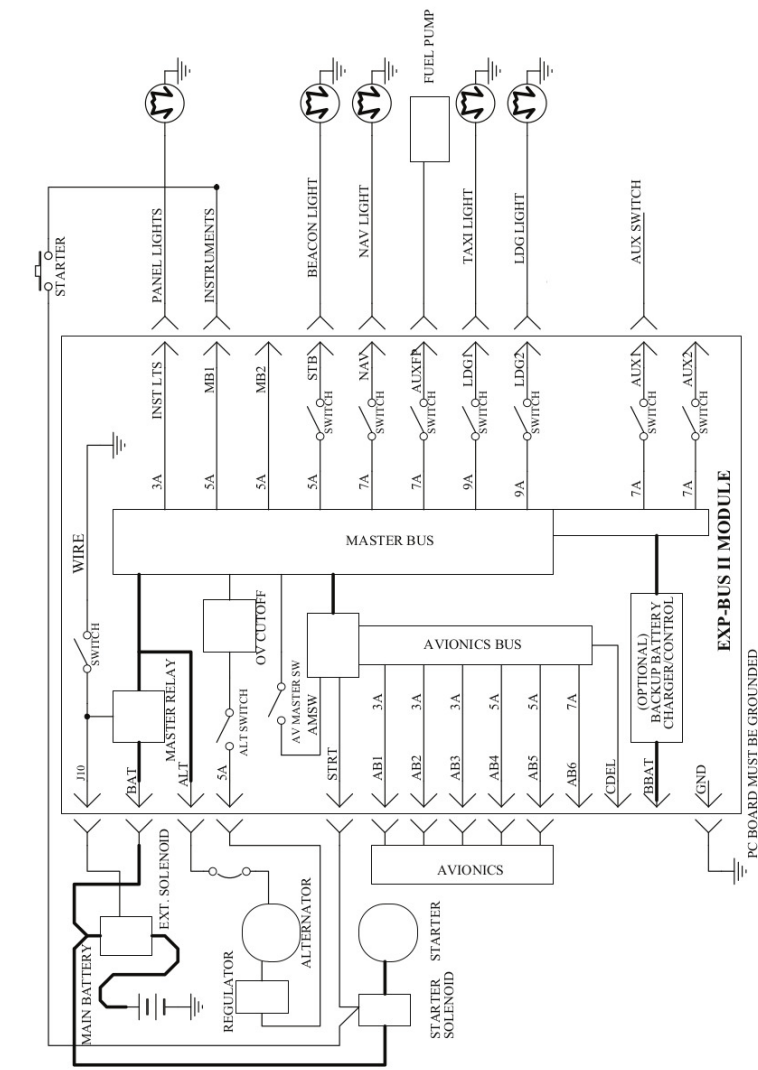 FUEL PUMP
STARTER
PANEL LIGHTS
INSTRUMENTS
BEACON LIGHT
NAV LIGHT
TAXI LIGHT
LDG LIGHT
AUX SWITCH
INST LTS
MB1
MB2
STB
NAV
AUXFP
LDG1
LDG2
AUX1
AUX2
SWITCH
SWITCH
SWITCH
SWITCH
SWITCH
SWITCH
SWITCH
3A
5A
5A
5A
7A
7A
9A
9A
7A
7A
WIRE
SWITCH
MASTER BUS
EXP-BUS II MODULE
MASTER RELAY
OV CUTOFF
ALT SWITCH
AV MASTER SW
AMSW
AVIONICS BUS
(OPTIONAL)
BACKUP BATTERY
CHARGER/CONTROL
3A
3A
3A
5A
5A
7A
J10
BAT
ALT
5A
STRT
AB1
AB2
AB3
AB4
AB5
AB6
CDEL
BBAT
GND
PC BOARD MUST BE GROUNDED
MAIN BATTERY
EXT. SOLENOID
REGULATOR
ALTERNATOR
AVIONICS
STARTER
STARTER
SOLENOID